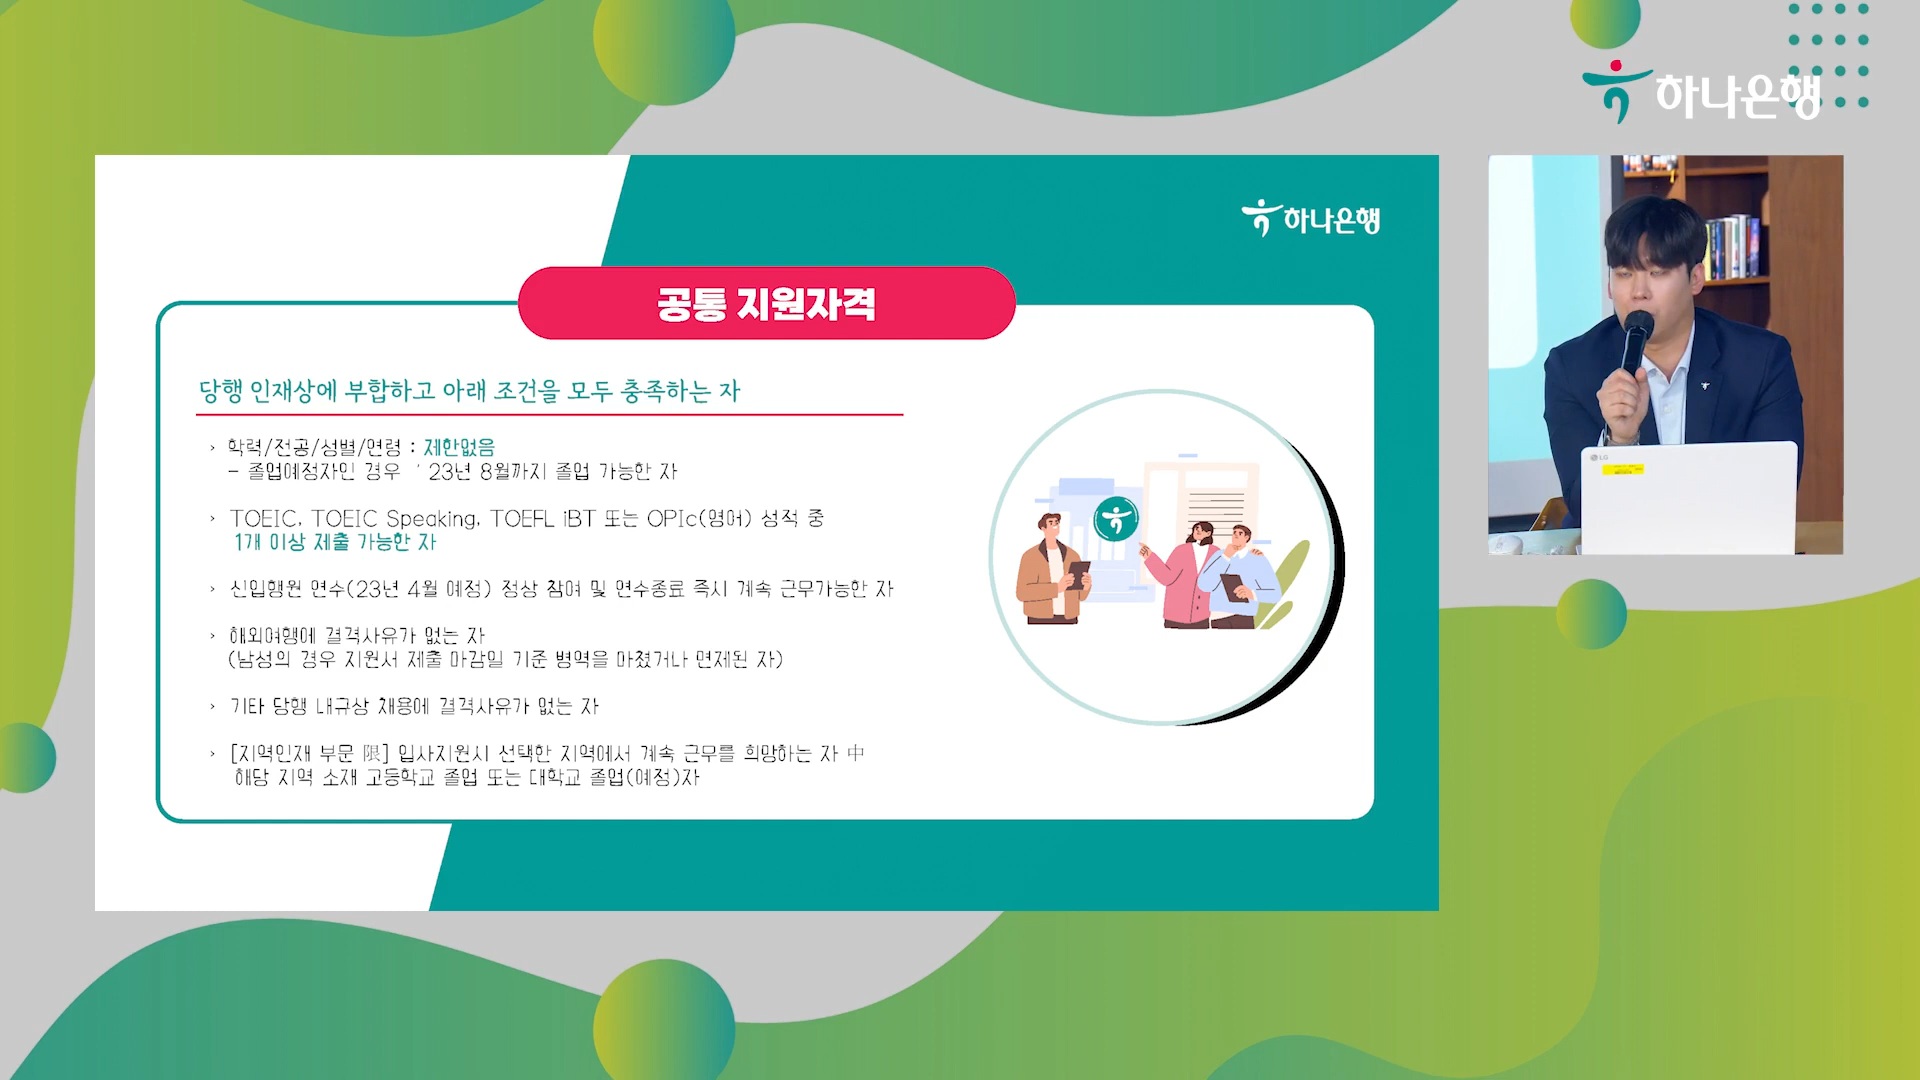 하나은행
하나은행
공통 지원자격
당행 인재상에 부합하고 아래 조건을 모두 충족하는 자
› 학력/전공/성별/연령 : 제한없음
- 졸업예정자인 경우 ‘23년 8월까지 졸업 가능한 자
› TOEIC, TOEIC Speaking, TOEFL iBT 또는 OPIc(영어) 성적 중
1개 이상 제출 가능한 자
› 신입행원 연수(23년 4월 예정) 정상 참여 및 연수종료 즉시 계속 근무가능한 자
› 해외여행에 결격사유가 없는 자
(남성의 경우 지원서 제출 마감일 기준 병역을 마쳤거나 면제된 자)
› 기타 당행 내규상 채용에 결격사유가 없는 자
› [지역인재 부문 限] 입사지원시 선택한 지역에서 계속 근무를 희망하는 자 中
해당 지역 소재 고등학교 졸업 또는 대학교 졸업(예정)자
LG